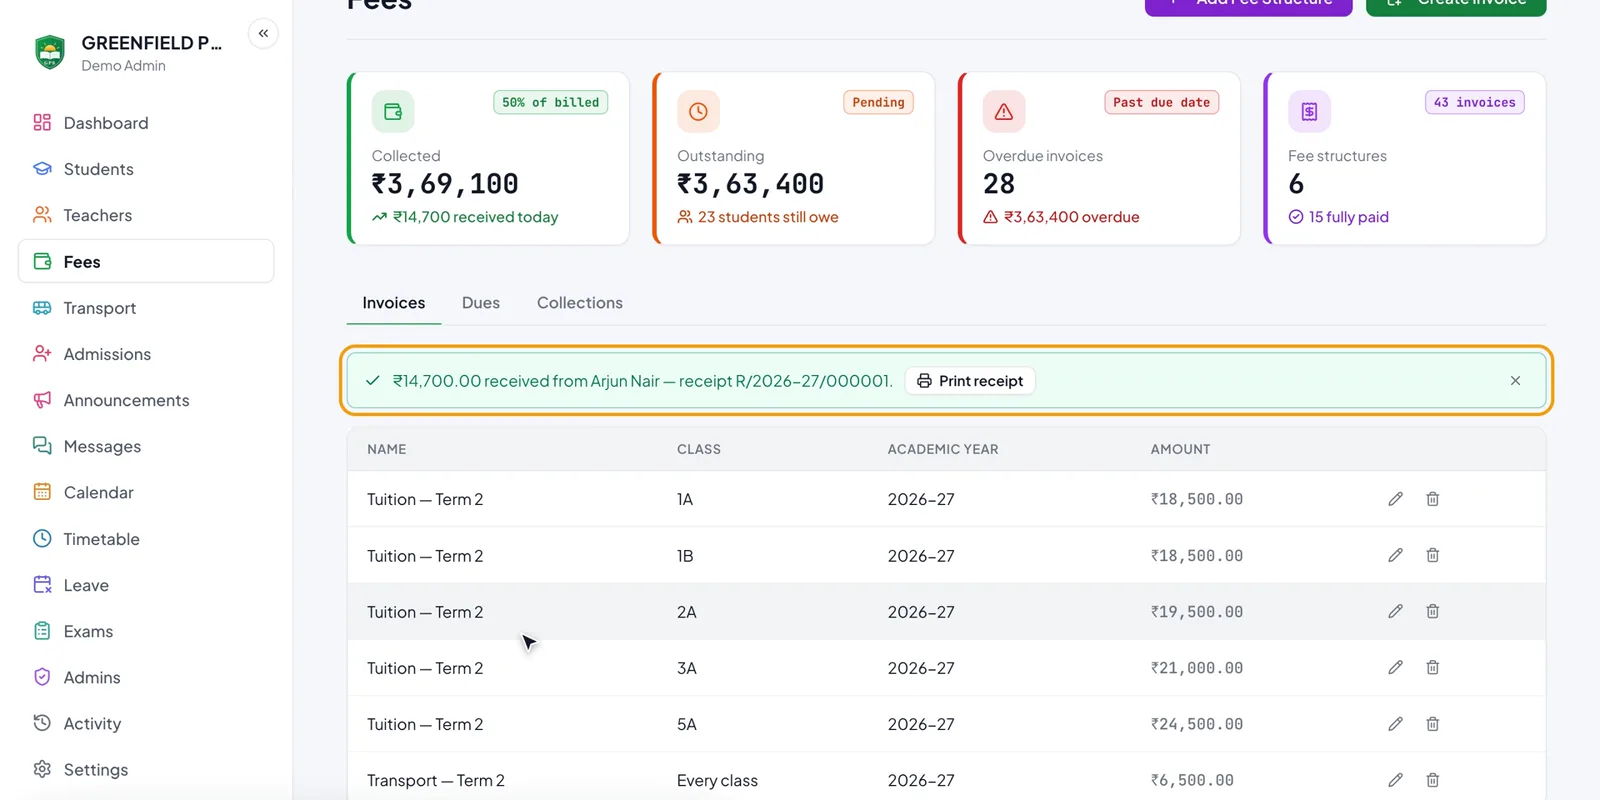 Fees
Add Fee Structure
Create Invoice
GREENFIELD P...
Demo Admin
Dashboard
Students
Teachers
Fees
Transport
Admissions
Announcements
Messages
Calendar
Timetable
Leave
Exams
Admins
Activity
Settings
50% of billed
Collected
₹3,69,100
₹14,700 received today
Pending
Outstanding
₹3,63,400
23 students still owe
Past due date
Overdue invoices
28
₹3,63,400 overdue
43 invoices
Fee structures
6
15 fully paid
Invoices Dues Collections
₹14,700.00 received from Arjun Nair — receipt R/2026-27/000001. Print receipt
NAME CLASS ACADEMIC YEAR AMOUNT
Tuition — Term 2 1A 2026-27 ₹18,500.00
Tuition — Term 2 1B 2026-27 ₹18,500.00
Tuition — Term 2 2A 2026-27 ₹19,500.00
Tuition — Term 2 3A 2026-27 ₹21,000.00
Tuition — Term 2 5A 2026-27 ₹24,500.00
Transport — Term 2 Every class 2026-27 ₹6,500.00